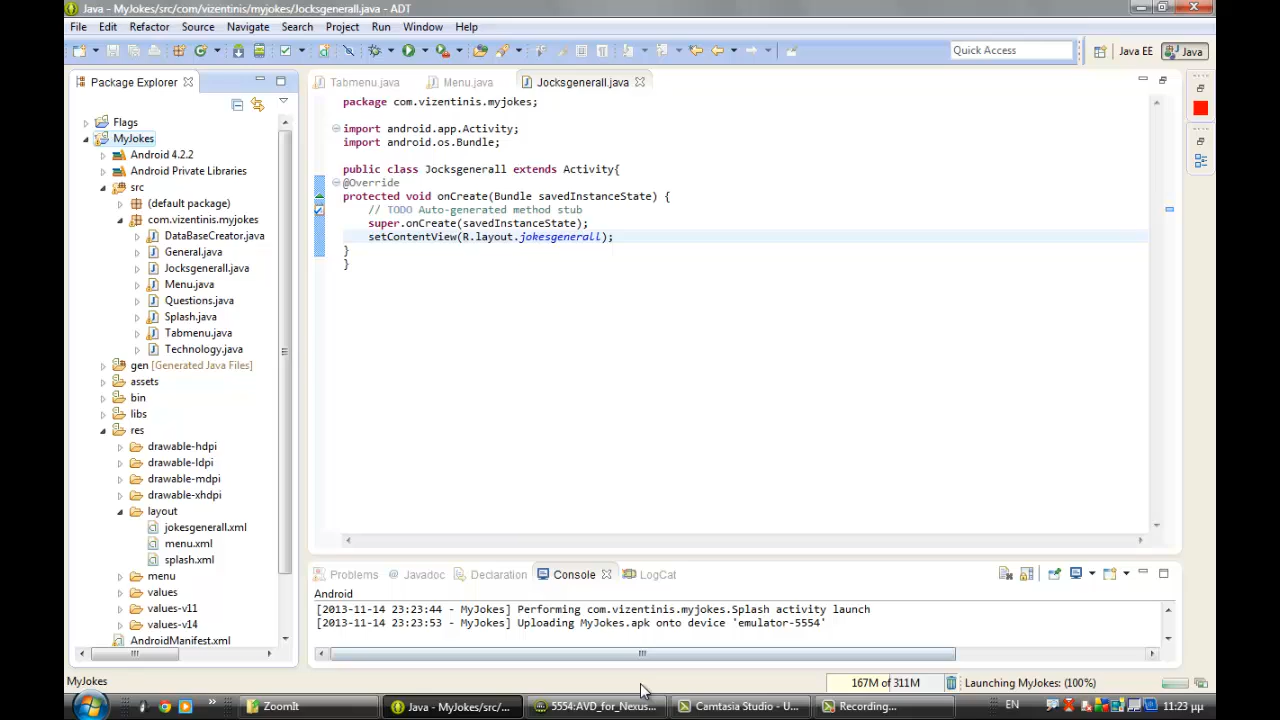 Java - MyJokes/src/com/vizentinis/myjokes/Jocksgenerall.java - ADT
File Edit Refactor Source Navigate Search Project Run Window Help
Quick Access Java EE Java
Package Explorer
Tabmenu.java Menu.java Jocksgenerall.java
Flags
MyJokes
Android 4.2.2
Android Private Libraries
src
(default package)
com.vizentinis.myjokes
DataBaseCreator.java
General.java
Jocksgenerall.java
Menu.java
Questions.java
Splash.java
Tabmenu.java
Technology.java
gen [Generated Java Files]
assets
bin
libs
res
drawable-hdpi
drawable-ldpi
drawable-mdpi
drawable-xhdpi
layout
jokesgenerall.xml
menu.xml
splash.xml
menu
values
values-v11
values-v14
AndroidManifest.xml
package com.vizentinis.myjokes;
import android.app.Activity;
import android.os.Bundle;
public class Jocksgenerall extends Activity{
@Override
protected void onCreate(Bundle savedInstanceState) {
// TODO Auto-generated method stub
super.onCreate(savedInstanceState);
setContentView(R.layout.jokesgenerall);
}
}
Problems Javadoc Declaration Console LogCat
Android
[2013-11-14 23:23:44 - MyJokes] Performing com.vizentinis.myjokes.Splash activity launch
[2013-11-14 23:23:53 - MyJokes] Uploading MyJokes.apk onto device 'emulator-5554'
MyJokes 167M of 311M Launching MyJokes: (100%)
ZoomIt Java - MyJokes/src/... 5554:AVD_for_Nexus... Camtasia Studio - U... Recording... EN 11:23 μμ